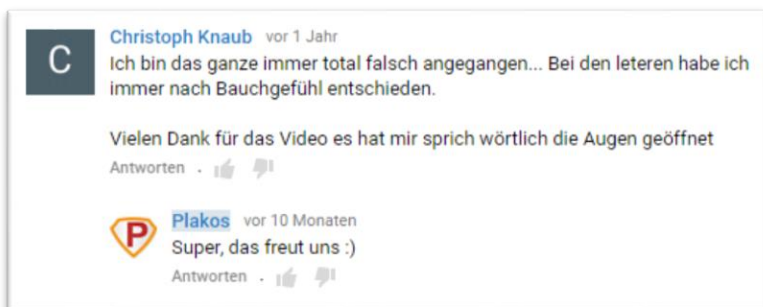 C
Christoph Knaub vor 1 Jahr
Ich bin das ganze immer total falsch angegangen... Bei den leteren habe ich
immer nach Bauchgefühl entschieden.
Vielen Dank für das Video es hat mir sprich wörtlich die Augen geöffnet
Antworten .
P
Plakos vor 10 Monaten
Super, das freut uns :)
Antworten .